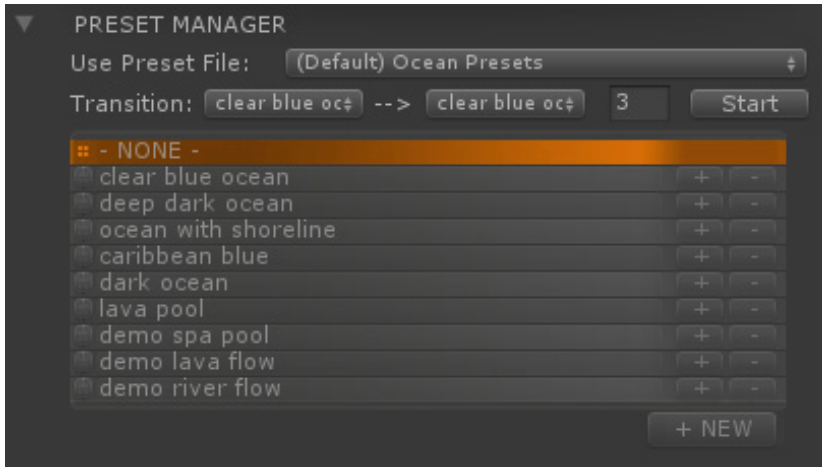 PRESET MANAGER
Use Preset File: (Default) Ocean Presets
Transition: clear blue oc --> clear blue oc 3 Start
- NONE -
clear blue ocean + -
deep dark ocean + -
ocean with shoreline + -
caribbean blue + -
dark ocean + -
lava pool + -
demo spa pool + -
demo lava flow + -
demo river flow + -
+ NEW